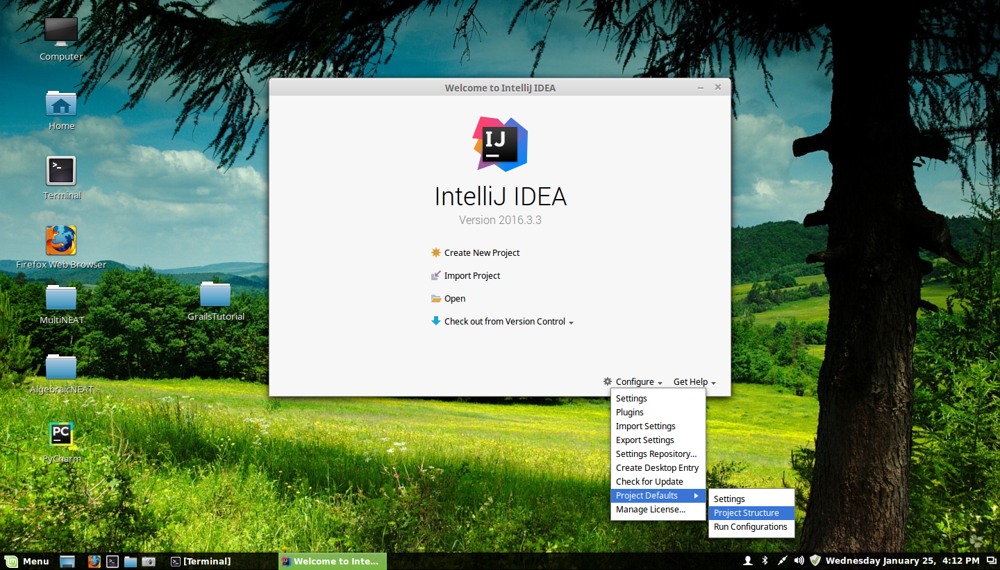 Computer
Home
>_
Terminal
Firefox Web Browser
MultiNEAT
GrailsTutorial
AlgebraicNEAT
PC
PyCharm
Welcome to IntelliJ IDEA
IJ
IntelliJ IDEA
Version 2016.3.3
Create New Project
Import Project
Open
Check out from Version Control
Configure
Get Help
Settings
Plugins
Import Settings
Export Settings
Settings Repository...
Create Desktop Entry
Check for Update
Project Defaults
Manage License...
Settings
Project Structure
Run Configurations
Menu
[Terminal]
Welcome to Inte...
Wednesday January 25, 4:12 PM